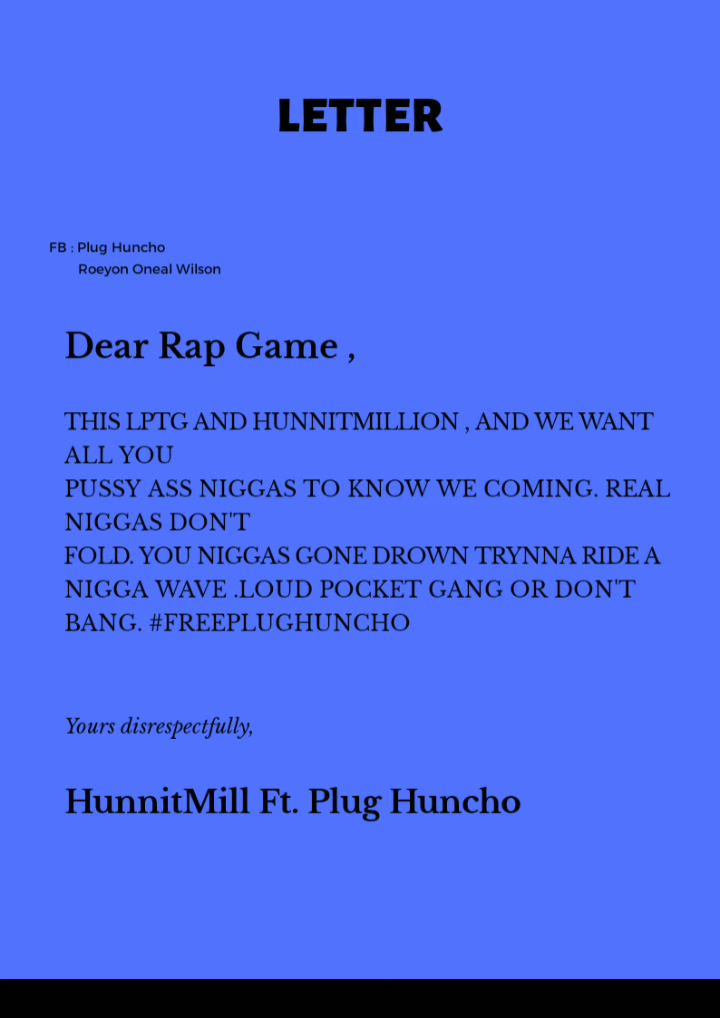 LETTER
FB : Plug Huncho
Roeyon Oneal Wilson
Dear Rap Game ,
THIS LPTG AND HUNNITMILLION , AND WE WANT
ALL YOU
PUSSY ASS NIGGAS TO KNOW WE COMING. REAL
NIGGAS DON'T
FOLD. YOU NIGGAS GONE DROWN TRYNNA RIDE A
NIGGA WAVE .LOUD POCKET GANG OR DON'T
BANG. #FREEPLUGHUNCHO
Yours disrespectfully,
HunnitMill Ft. Plug Huncho